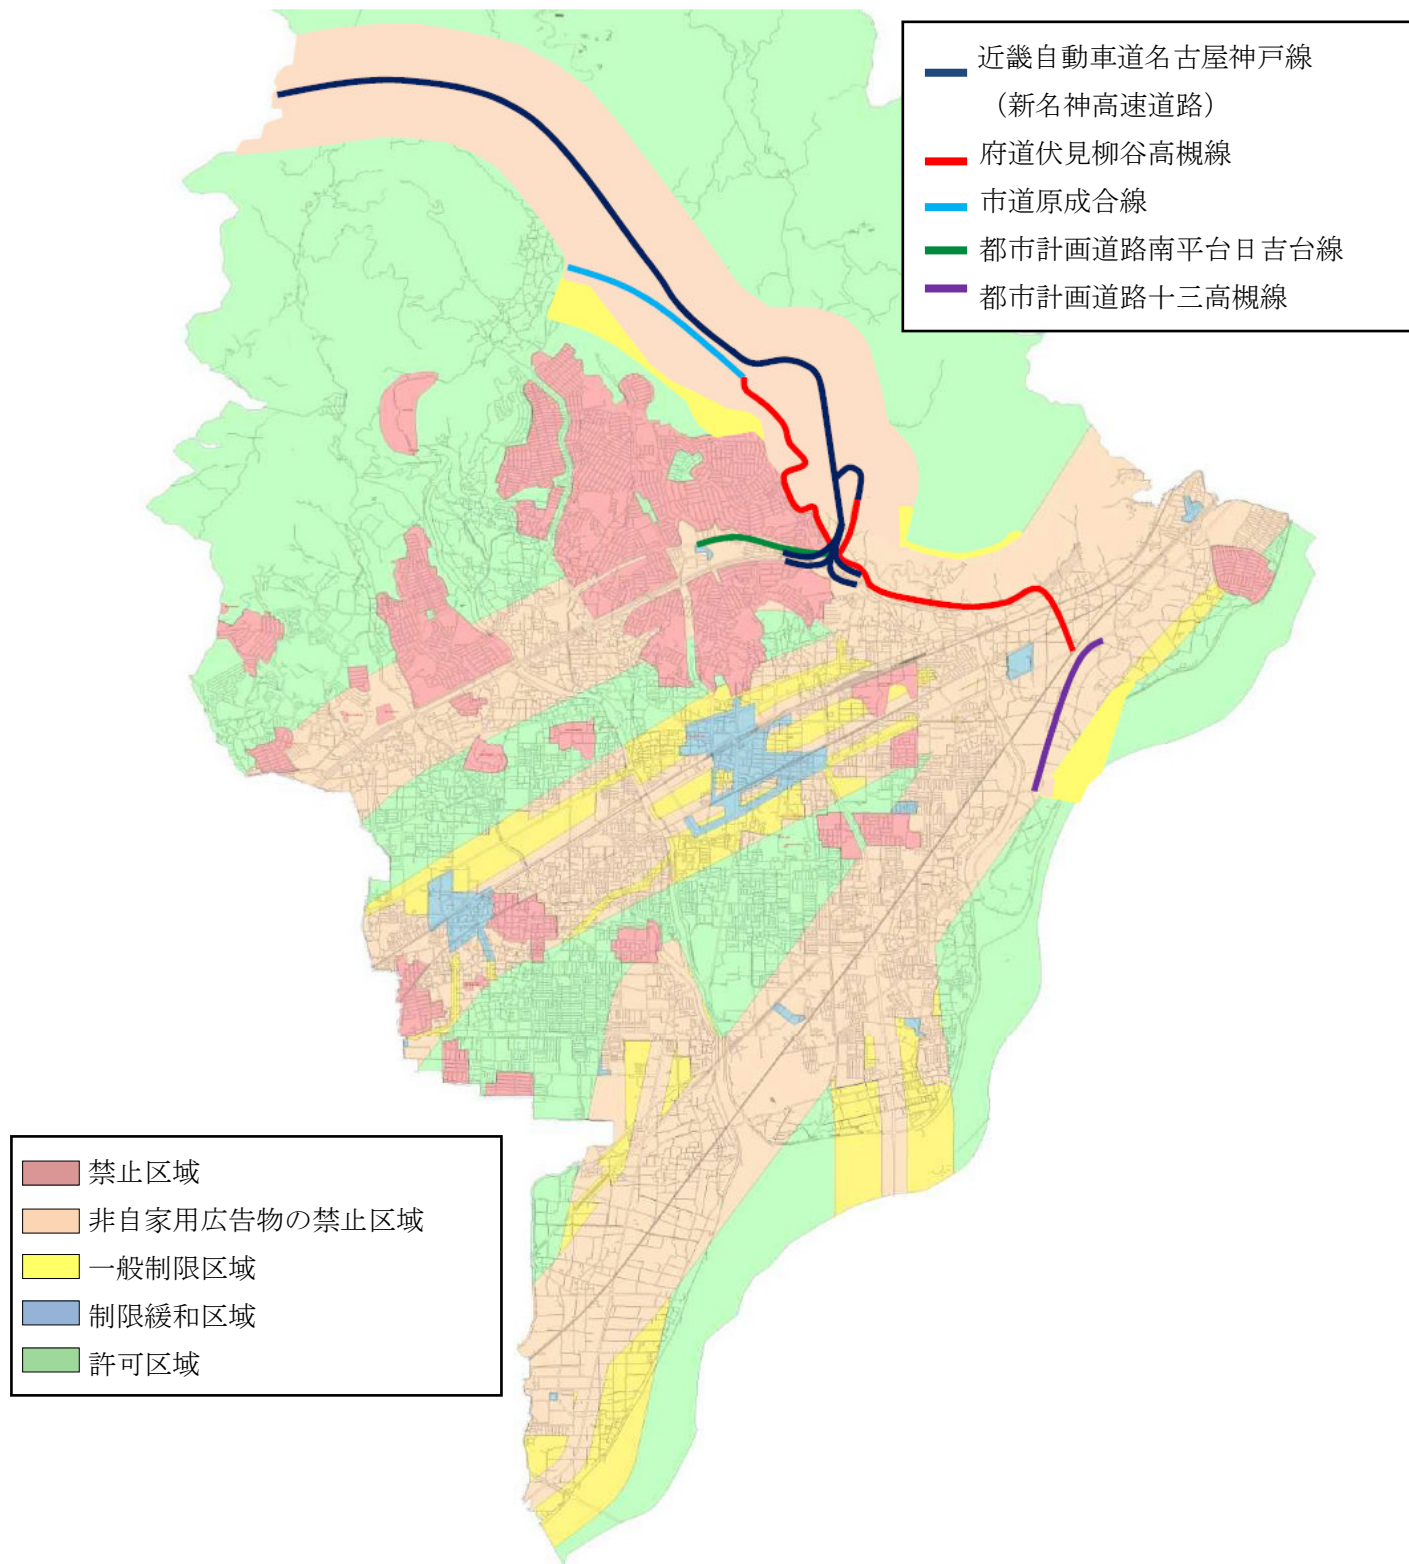 近畿自動車道名古屋神戸線
（新名神高速道路）
府道伏見柳谷高槻線
市道原成合線
都市計画道路南平台日吉台線
都市計画道路十三高槻線
禁止区域
非自家用広告物の禁止区域
一般制限区域
制限緩和区域
許可区域